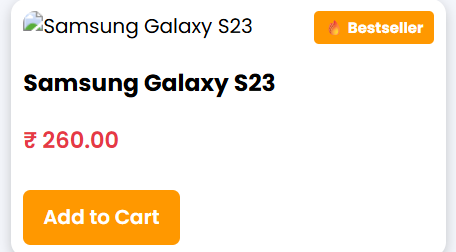 Samsung Galaxy S23
🔥 Bestseller
Samsung Galaxy S23
₹ 260.00
Add to Cart